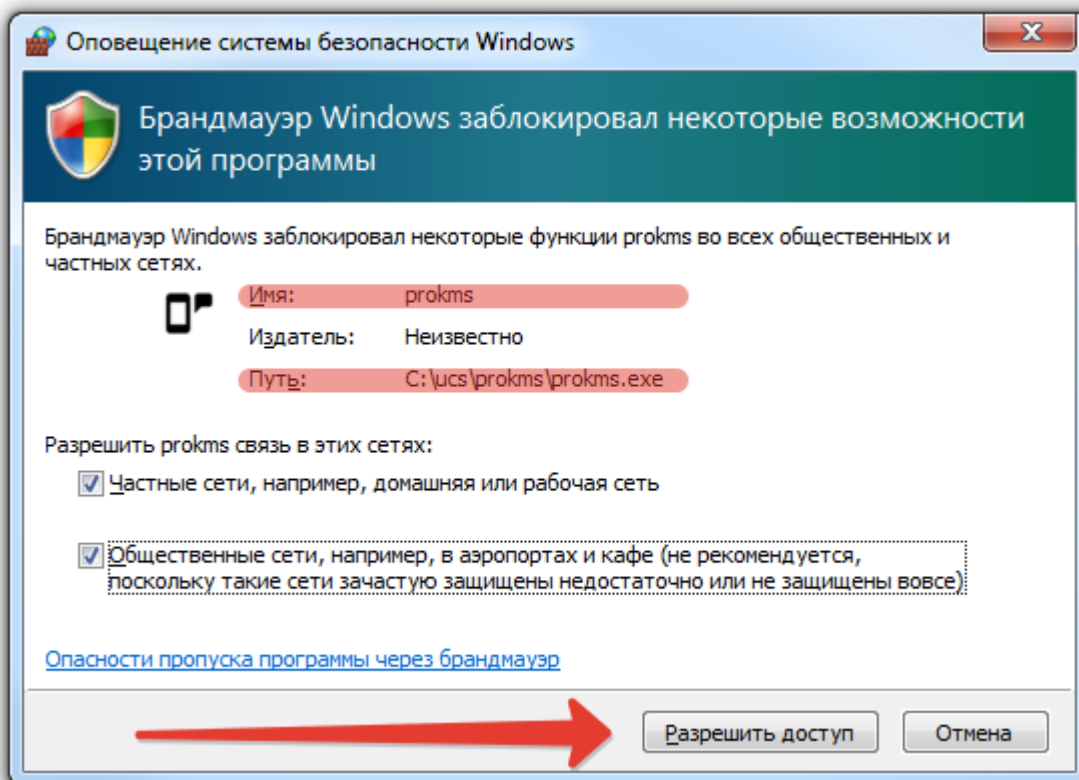 Оповещение системы безопасности Windows
Брандмауэр Windows заблокировал некоторые возможности
этой программы
Брандмауэр Windows заблокировал некоторые функции prokms во всех общественных и
частных сетях.
Имя: prokms
Издатель: Неизвестно
Путь: C:\ucs\prokms\prokms.exe
Разрешить prokms связь в этих сетях:
Частные сети, например, домашняя или рабочая сеть
Общественные сети, например, в аэропортах и кафе (не рекомендуется,
поскольку такие сети зачастую защищены недостаточно или не защищены вовсе)
Опасности пропуска программы через брандмауэр
Разрешить доступ Отмена